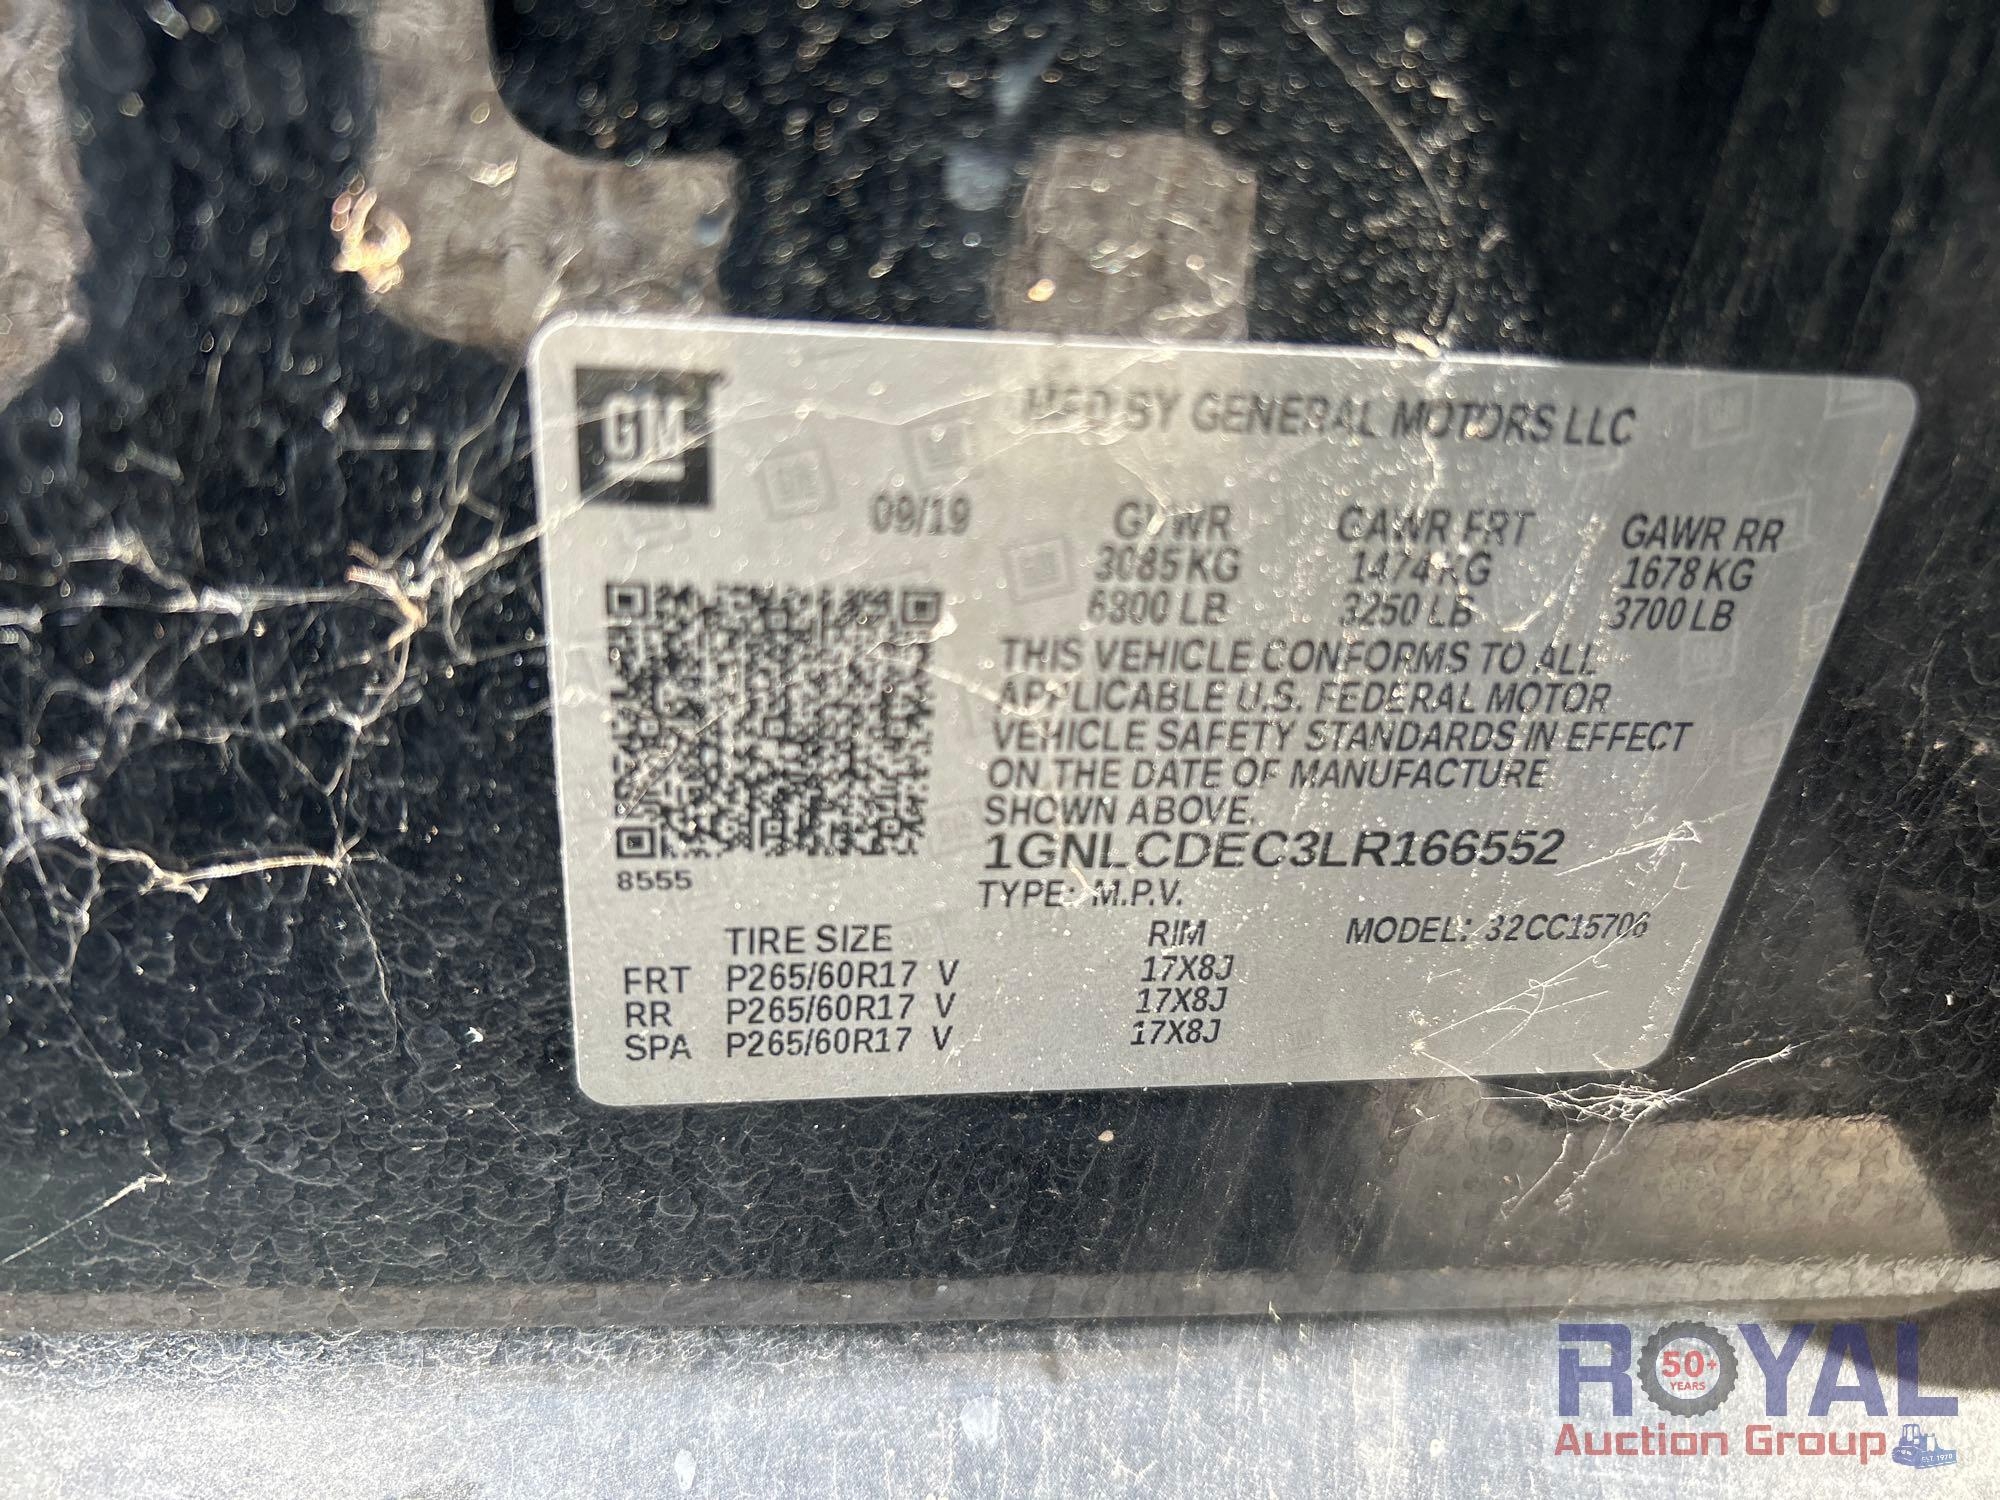 GM
MFD BY GENERAL MOTORS LLC
09/19
GVWR GAWR FRT GAWR RR
3085 KG 1474 KG 1678 KG
6800 LB 3250 LB 3700 LB
THIS VEHICLE CONFORMS TO ALL
APPLICABLE U.S. FEDERAL MOTOR
VEHICLE SAFETY STANDARDS IN EFFECT
ON THE DATE OF MANUFACTURE
SHOWN ABOVE.
1GNLCDEC3LR166552
8555
TYPE: M.P.V.
TIRE SIZE RIM MODEL: 32CC15706
FRT P265/60R17 V 17X8J
RR P265/60R17 V 17X8J
SPA P265/60R17 V 17X8J
ROYAL
50+
YEARS
Auction Group
EST. 1970